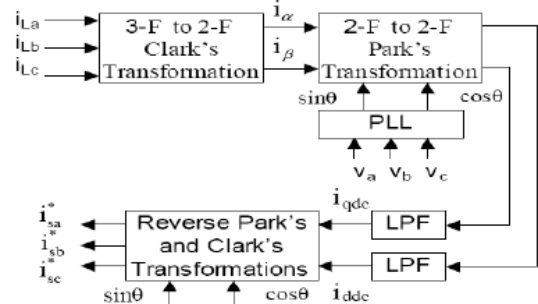 i_La
i_Lb
i_Lc
3-F to 2-F
Clark's
Transformation
i_α
i_β
2-F to 2-F
Park's
Transformation
sinθ
cosθ
PLL
v_a
v_b
v_c
i*_sa
i*_sb
i*_sc
Reverse Park's
and Clark's
Transformations
i_qdc
LPF
LPF
i_ddc
sinθ
cosθ